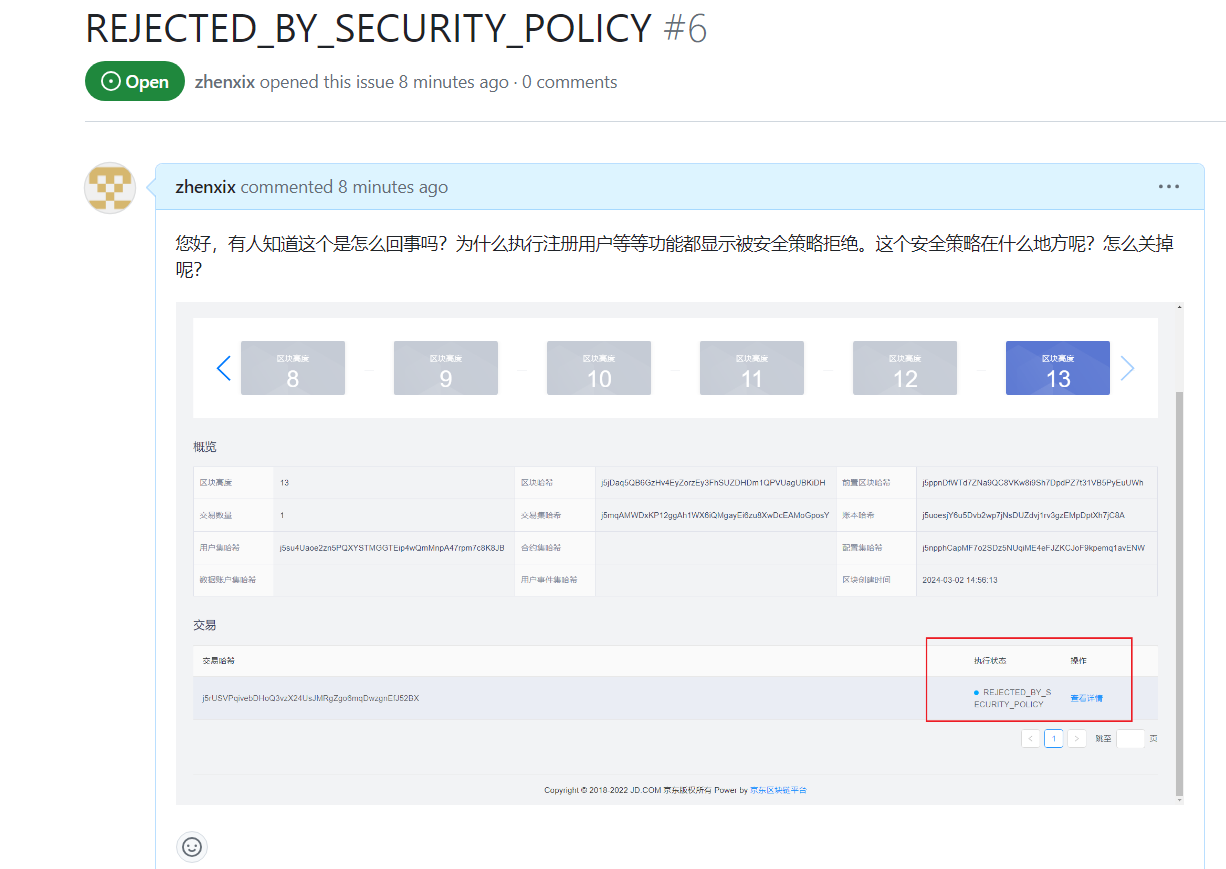 REJECTED_BY_SECURITY_POLICY #6
Open zhenxix opened this issue 8 minutes ago · 0 comments
zhenxix commented 8 minutes ago
您好，有人知道这个是怎么回事吗？为什么执行注册用户等等功能都显示被安全策略拒绝。这个安全策略在什么地方呢？怎么关掉
呢？
区块高度 区块高度 区块高度 区块高度 区块高度 区块高度
8 9 10 11 12 13
概览
区块高度 13 区块哈希 j5jDaq5QB6GzHv4EyZorzEy3FhSUZDHDm1QPVUagUBKiDH 前置区块哈希 j5ppnDfWTd7ZNa9QC8VKw8i9Sh7DpdPZ7t31VB5PyEuUWh
交易数量 1 交易集哈希 j5mqAMWDxKP12ggAh1WX6iQMgayEi6zu8XwDcEAMoGposY 账本哈希 j5uoesjY6u5Dvb2wp7jNsDUZdvj1rv3gzEMpDptXh7jC8A
用户集哈希 j5su4Uaoe2zn5PQXYSTMGGTEip4wQmMnpA47rpm7c8K8JB 合约集哈希 配置集哈希 j5npphCapMF7o2SDz5NUqiME4eFJZKCJoF9kpemq1avENW
数据账户集哈希 用户事件集哈希 区块创建时间 2024-03-02 14:56:13
交易
交易哈希 执行状态 操作
j5rUSVPqivebDHoQ3vzX24UsJMRgZgo6mqDwzgnEfJ52BX REJECTED_BY_S 查看详情
ECURITY_POLICY
1 跳至 页
Copyright © 2018-2022 JD.COM 京东版权所有 Power by 京东区块链平台